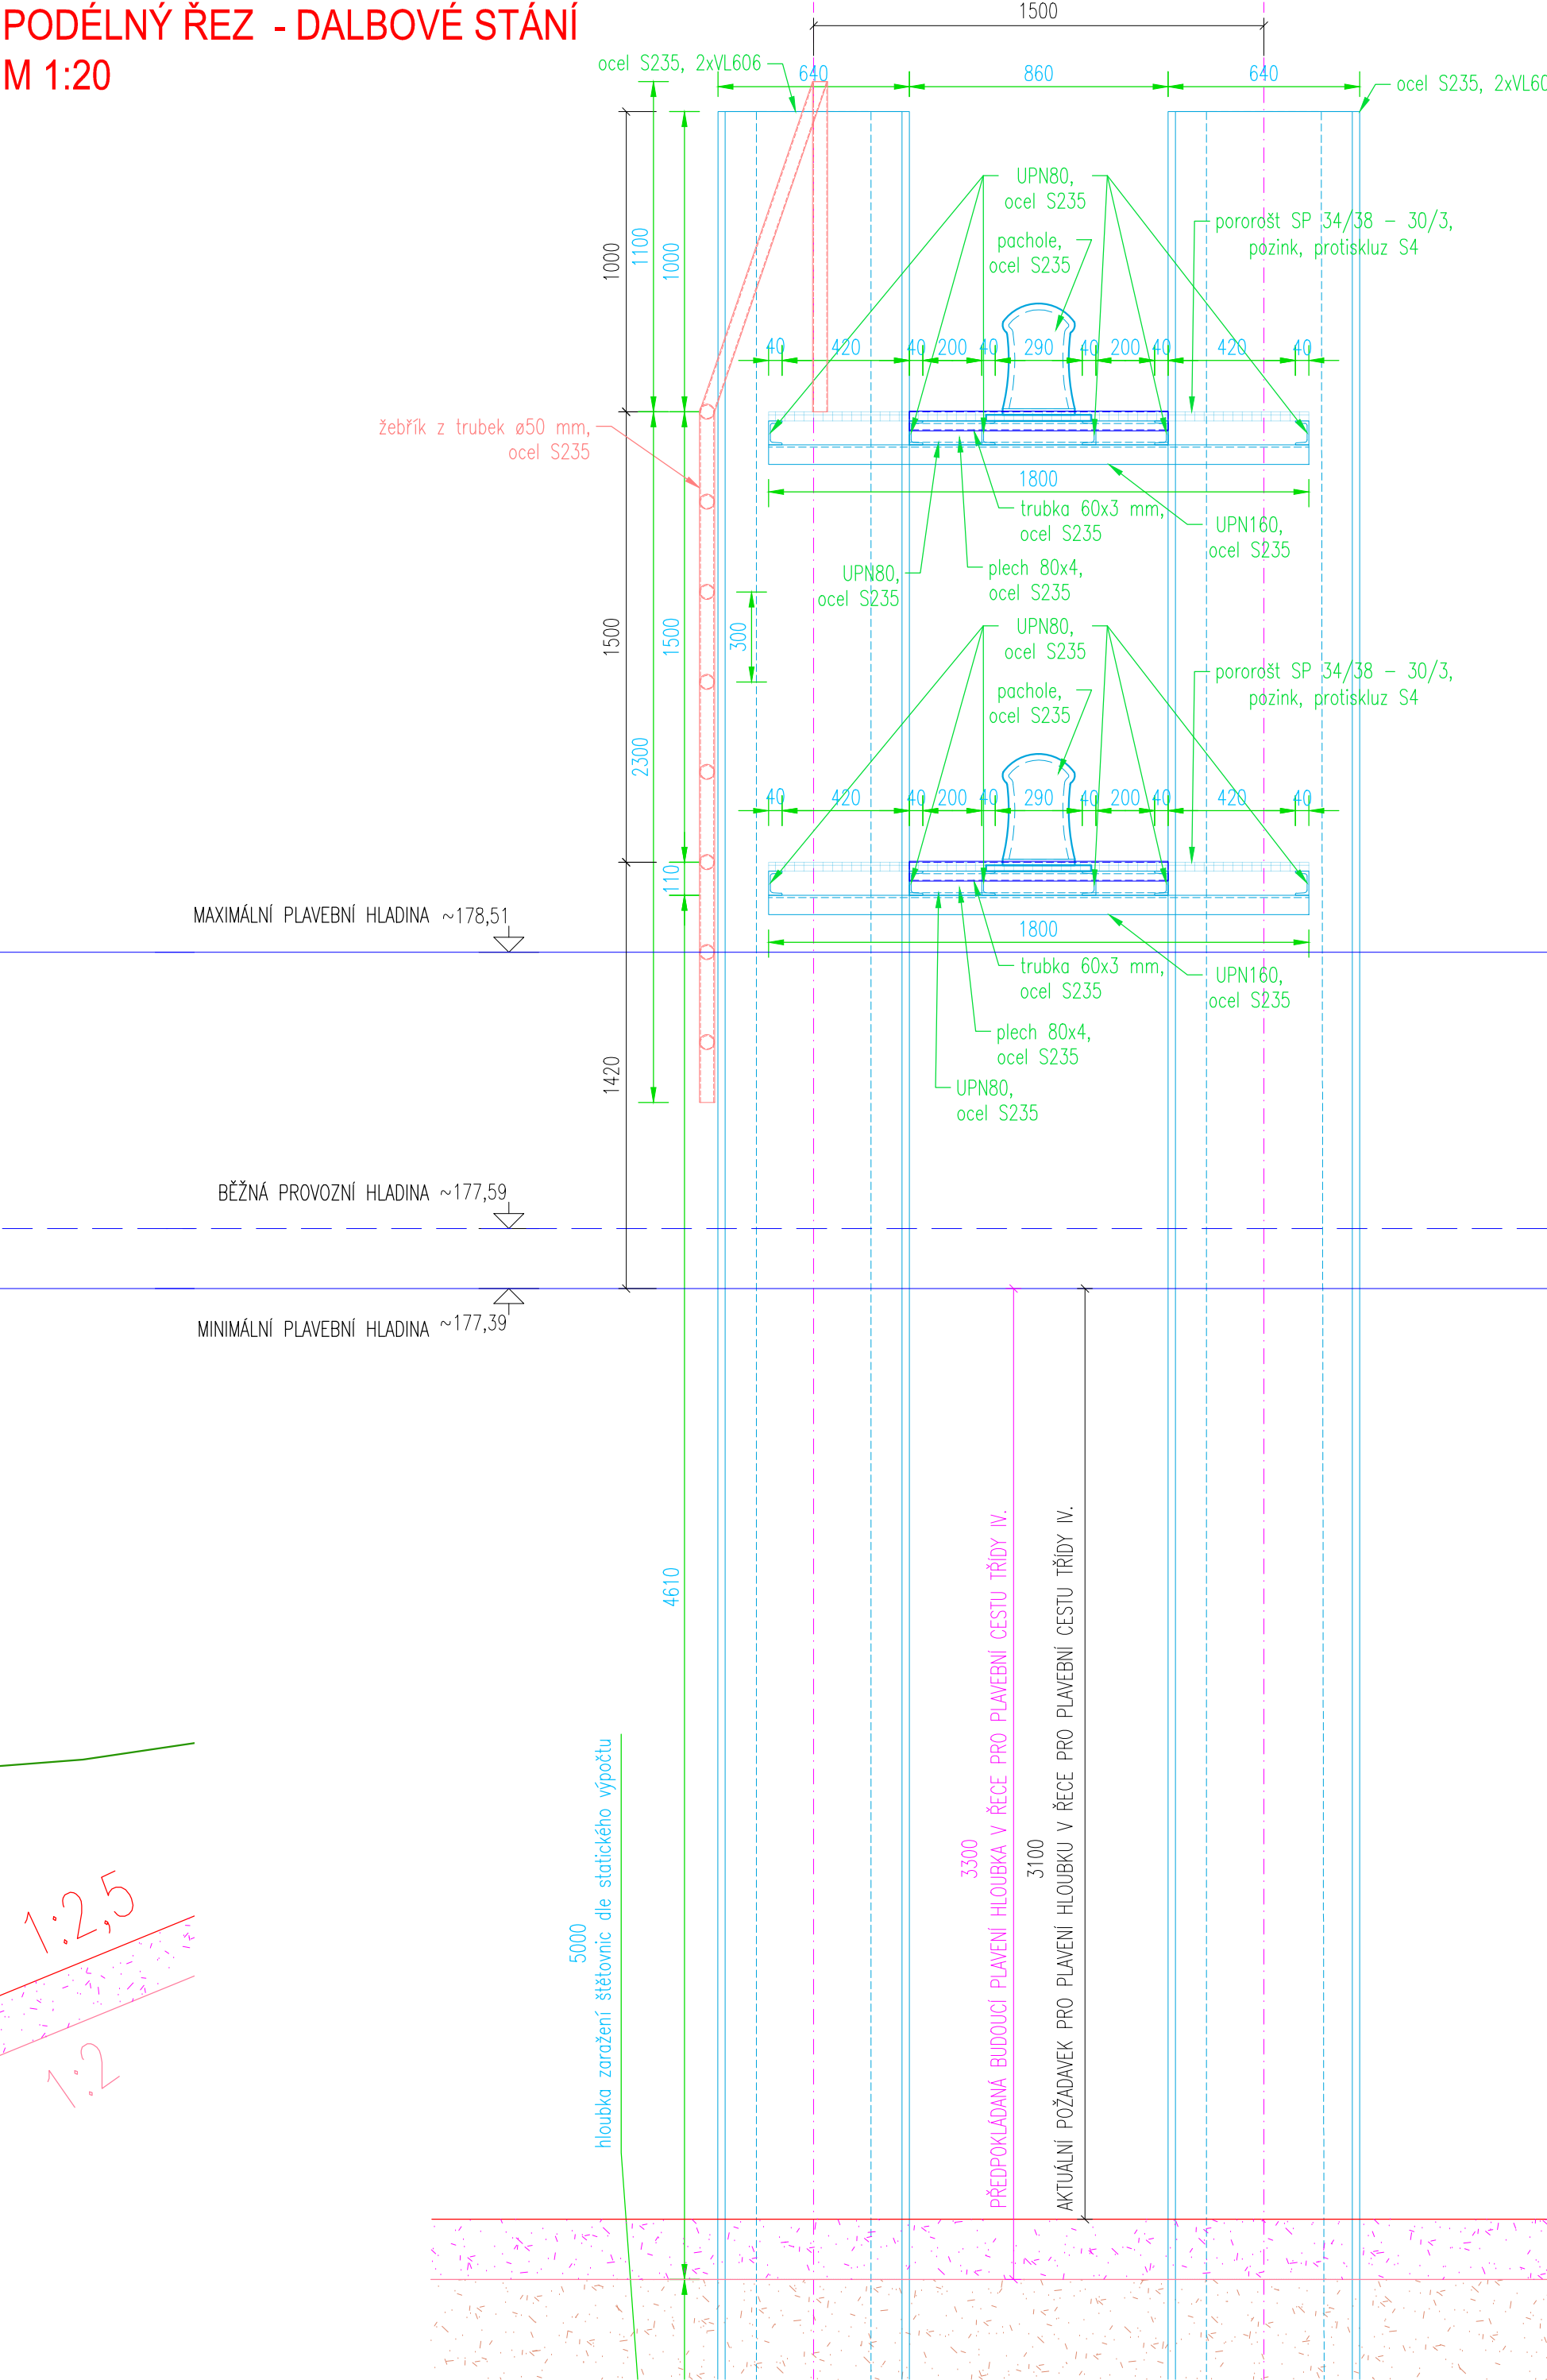 PODÉLNÝ ŘEZ - DALBOVÉ STÁNÍ
M 1:20
1500
ocel S235, 2xVL606
640
860
640
ocel S235, 2xVL60
UPN80,
ocel S235
pachole,
ocel S235
pororošt SP 34/38 - 30/3,
pozink, protiskluz S4
1000
1100
1000
40
420
40
200
40
290
40
200
40
420
40
žebřík z trubek ø50 mm,
ocel S235
1800
trubka 60x3 mm,
ocel S235
UPN160,
ocel S235
UPN80,
ocel S235
plech 80x4,
ocel S235
1500
1500
300
2300
UPN80,
ocel S235
pachole,
ocel S235
pororošt SP 34/38 - 30/3,
pozink, protiskluz S4
40
420
40
200
40
290
40
200
40
420
40
110
MAXIMÁLNÍ PLAVEBNÍ HLADINA ~178,51
1800
trubka 60x3 mm,
ocel S235
UPN160,
ocel S235
plech 80x4,
ocel S235
UPN80,
ocel S235
1420
BĚŽNÁ PROVOZNÍ HLADINA ~177,59
MINIMÁLNÍ PLAVEBNÍ HLADINA ~177,39
4610
5000
hloubka zaražení štětovnic dle statického výpočtu
3300
PŘEDPOKLÁDANÁ BUDOUCÍ PLAVENÍ HLOUBKA V ŘECE PRO PLAVEBNÍ CESTU TŘÍDY IV.
3100
AKTUÁLNÍ POŽADAVEK PRO PLAVENÍ HLOUBKU V ŘECE PRO PLAVEBNÍ CESTU TŘÍDY IV.
1:2,5
1:2